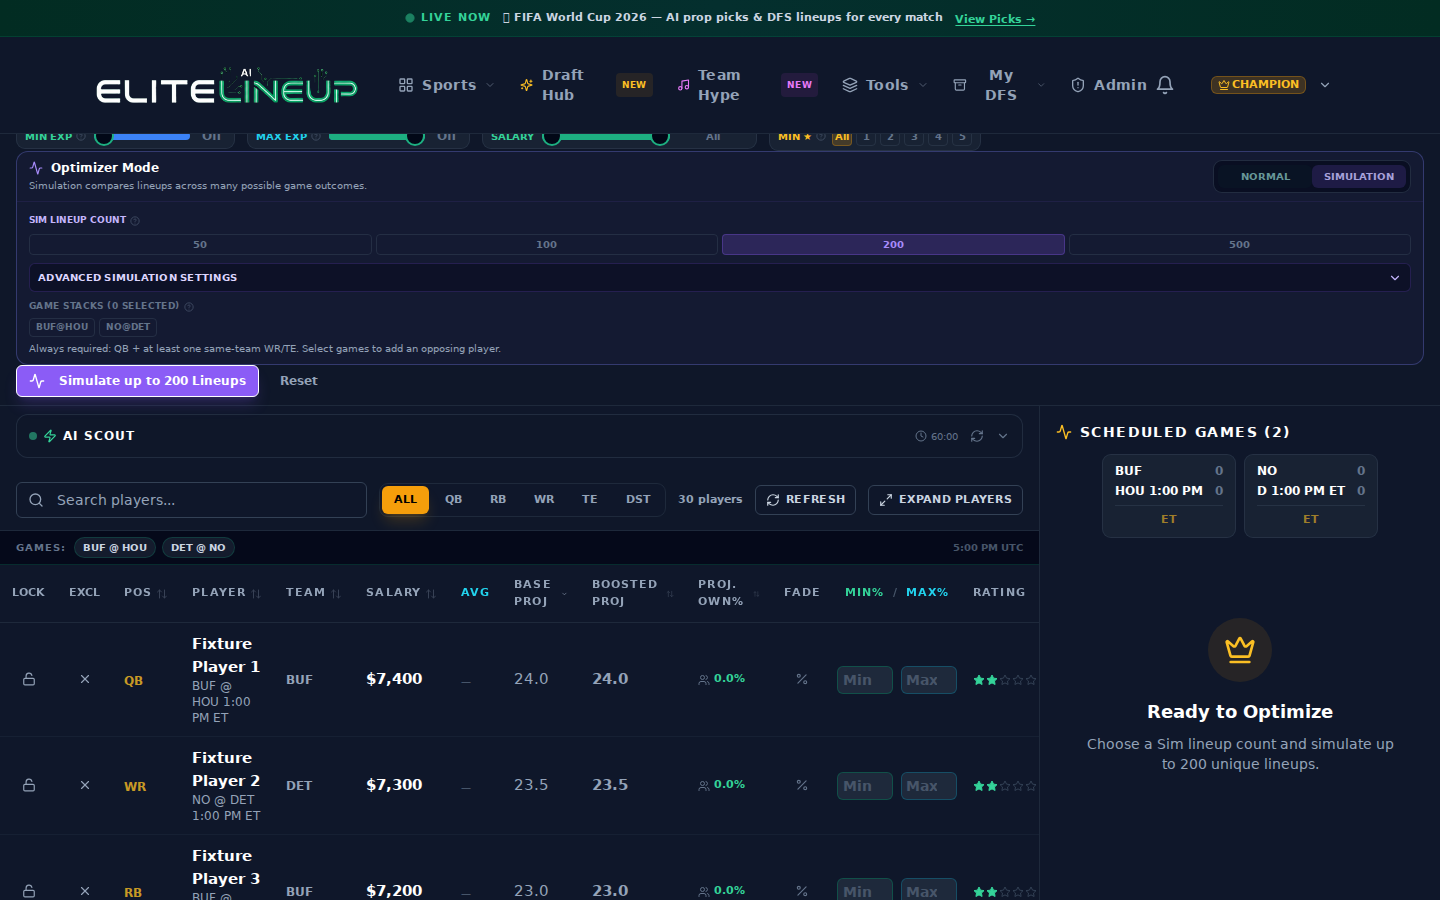 LIVE NOW FIFA World Cup 2026 — AI prop picks & DFS lineups for every match View Picks →
ELITE LINEUP AI
Sports
Draft Hub NEW
Team Hype NEW
Tools
My DFS
Admin
CHAMPION
MIN EXP Off
MAX EXP Off
SALARY All
MIN ★ All 1 2 3 4 5
Optimizer Mode
Simulation compares lineups across many possible game outcomes.
NORMAL SIMULATION
SIM LINEUP COUNT
50 100 200 500
ADVANCED SIMULATION SETTINGS
GAME STACKS (0 SELECTED)
BUF@HOU NO@DET
Always required: QB + at least one same-team WR/TE. Select games to add an opposing player.
Simulate up to 200 Lineups Reset
AI SCOUT 60:00
Search players...
ALL QB RB WR TE DST 30 players REFRESH EXPAND PLAYERS
GAMES: BUF @ HOU DET @ NO 5:00 PM UTC
LOCK EXCL POS PLAYER TEAM SALARY AVG BASE PROJ BOOSTED PROJ PROJ. OWN% FADE MIN% / MAX% RATING
QB
Fixture
Player 1
BUF @
HOU 1:00
PM ET
BUF $7,400 — 24.0 24.0 0.0% Min Max
WR
Fixture
Player 2
NO @ DET
1:00 PM ET
DET $7,300 — 23.5 23.5 0.0% Min Max
RB
Fixture
Player 3
BUF @
BUF $7,200 — 23.0 23.0 0.0% Min Max
SCHEDULED GAMES (2)
BUF 0
HOU 1:00 PM 0
ET
NO 0
D 1:00 PM ET 0
ET
Ready to Optimize
Choose a Sim lineup count and simulate up
to 200 unique lineups.